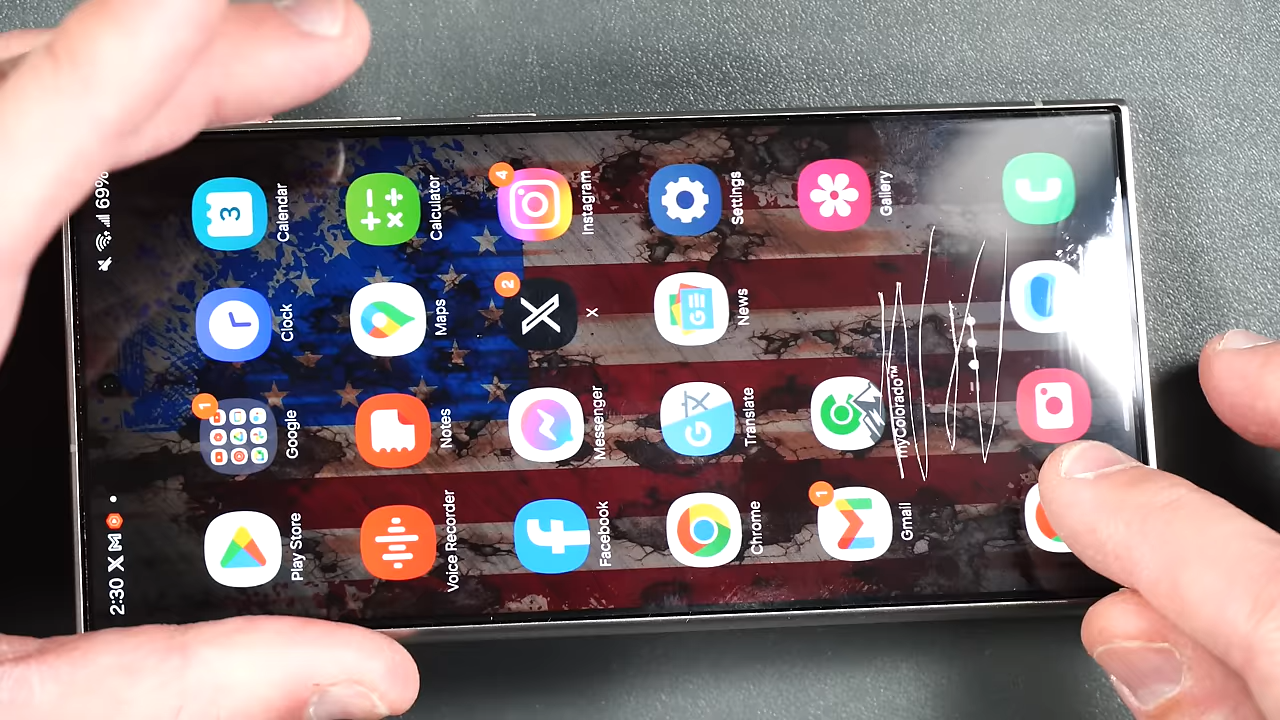 2:30 X M 69%
Play Store Google 1 Clock Calendar 3
Voice Recorder Notes Maps Calculator
Facebook Messenger X 2 Instagram 4
Chrome Translate News Settings
Gmail 1 myColorado™ Gallery